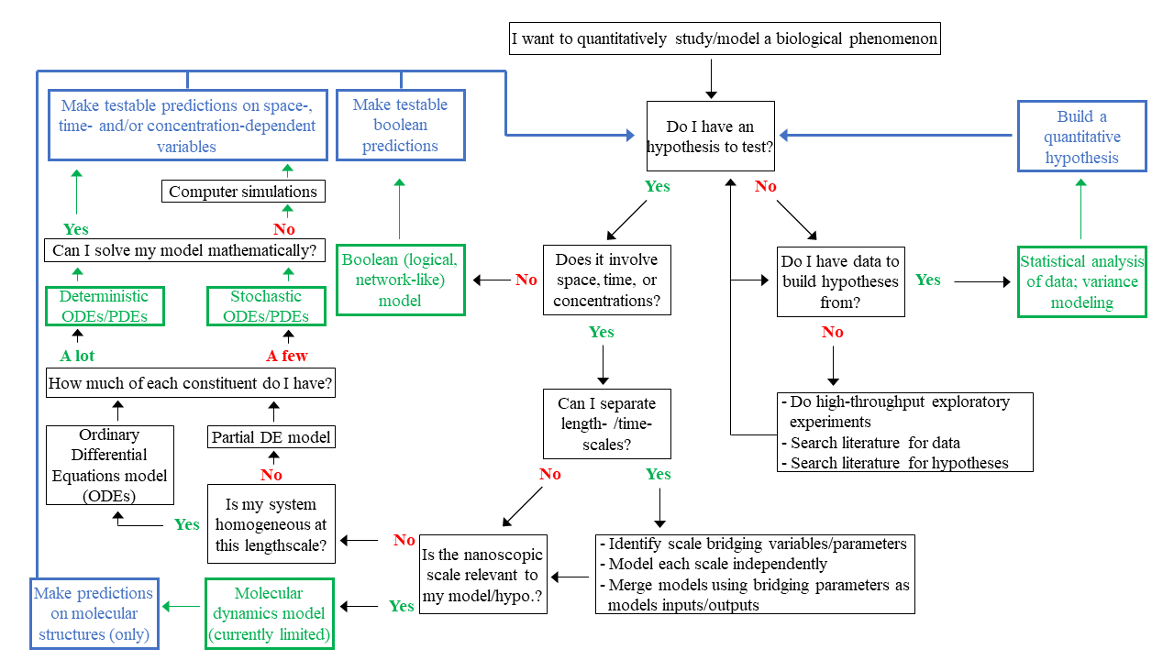 I want to quantitatively study/model a biological phenomenon
Make testable predictions on space-,
time- and/or concentration-dependent
variables
Make testable
boolean
predictions
Do I have an
hypothesis to test?
Build a
quantitative
hypothesis
Computer simulations
Yes
No
Yes
No
Can I solve my model mathematically?
Boolean (logical,
network-like)
model
No
Does it involve
space, time, or
concentrations?
Do I have data to
build hypotheses
from?
Yes
Statistical analysis
of data; variance
modeling
Deterministic
ODEs/PDEs
Stochastic
ODEs/PDEs
Yes
No
A lot
A few
How much of each constituent do I have?
Can I separate
length- /time-
scales?
- Do high-throughput exploratory
experiments
- Search literature for data
- Search literature for hypotheses
Ordinary
Differential
Equations model
(ODEs)
Partial DE model
No
No
Yes
Yes
Is my system
homogeneous at
this lengthscale?
No
Is the nanoscopic
scale relevant to
my model/hypo.?
- Identify scale bridging variables/parameters
- Model each scale independently
- Merge models using bridging parameters as
models inputs/outputs
Make predictions
on molecular
structures (only)
Molecular
dynamics model
(currently limited)
Yes